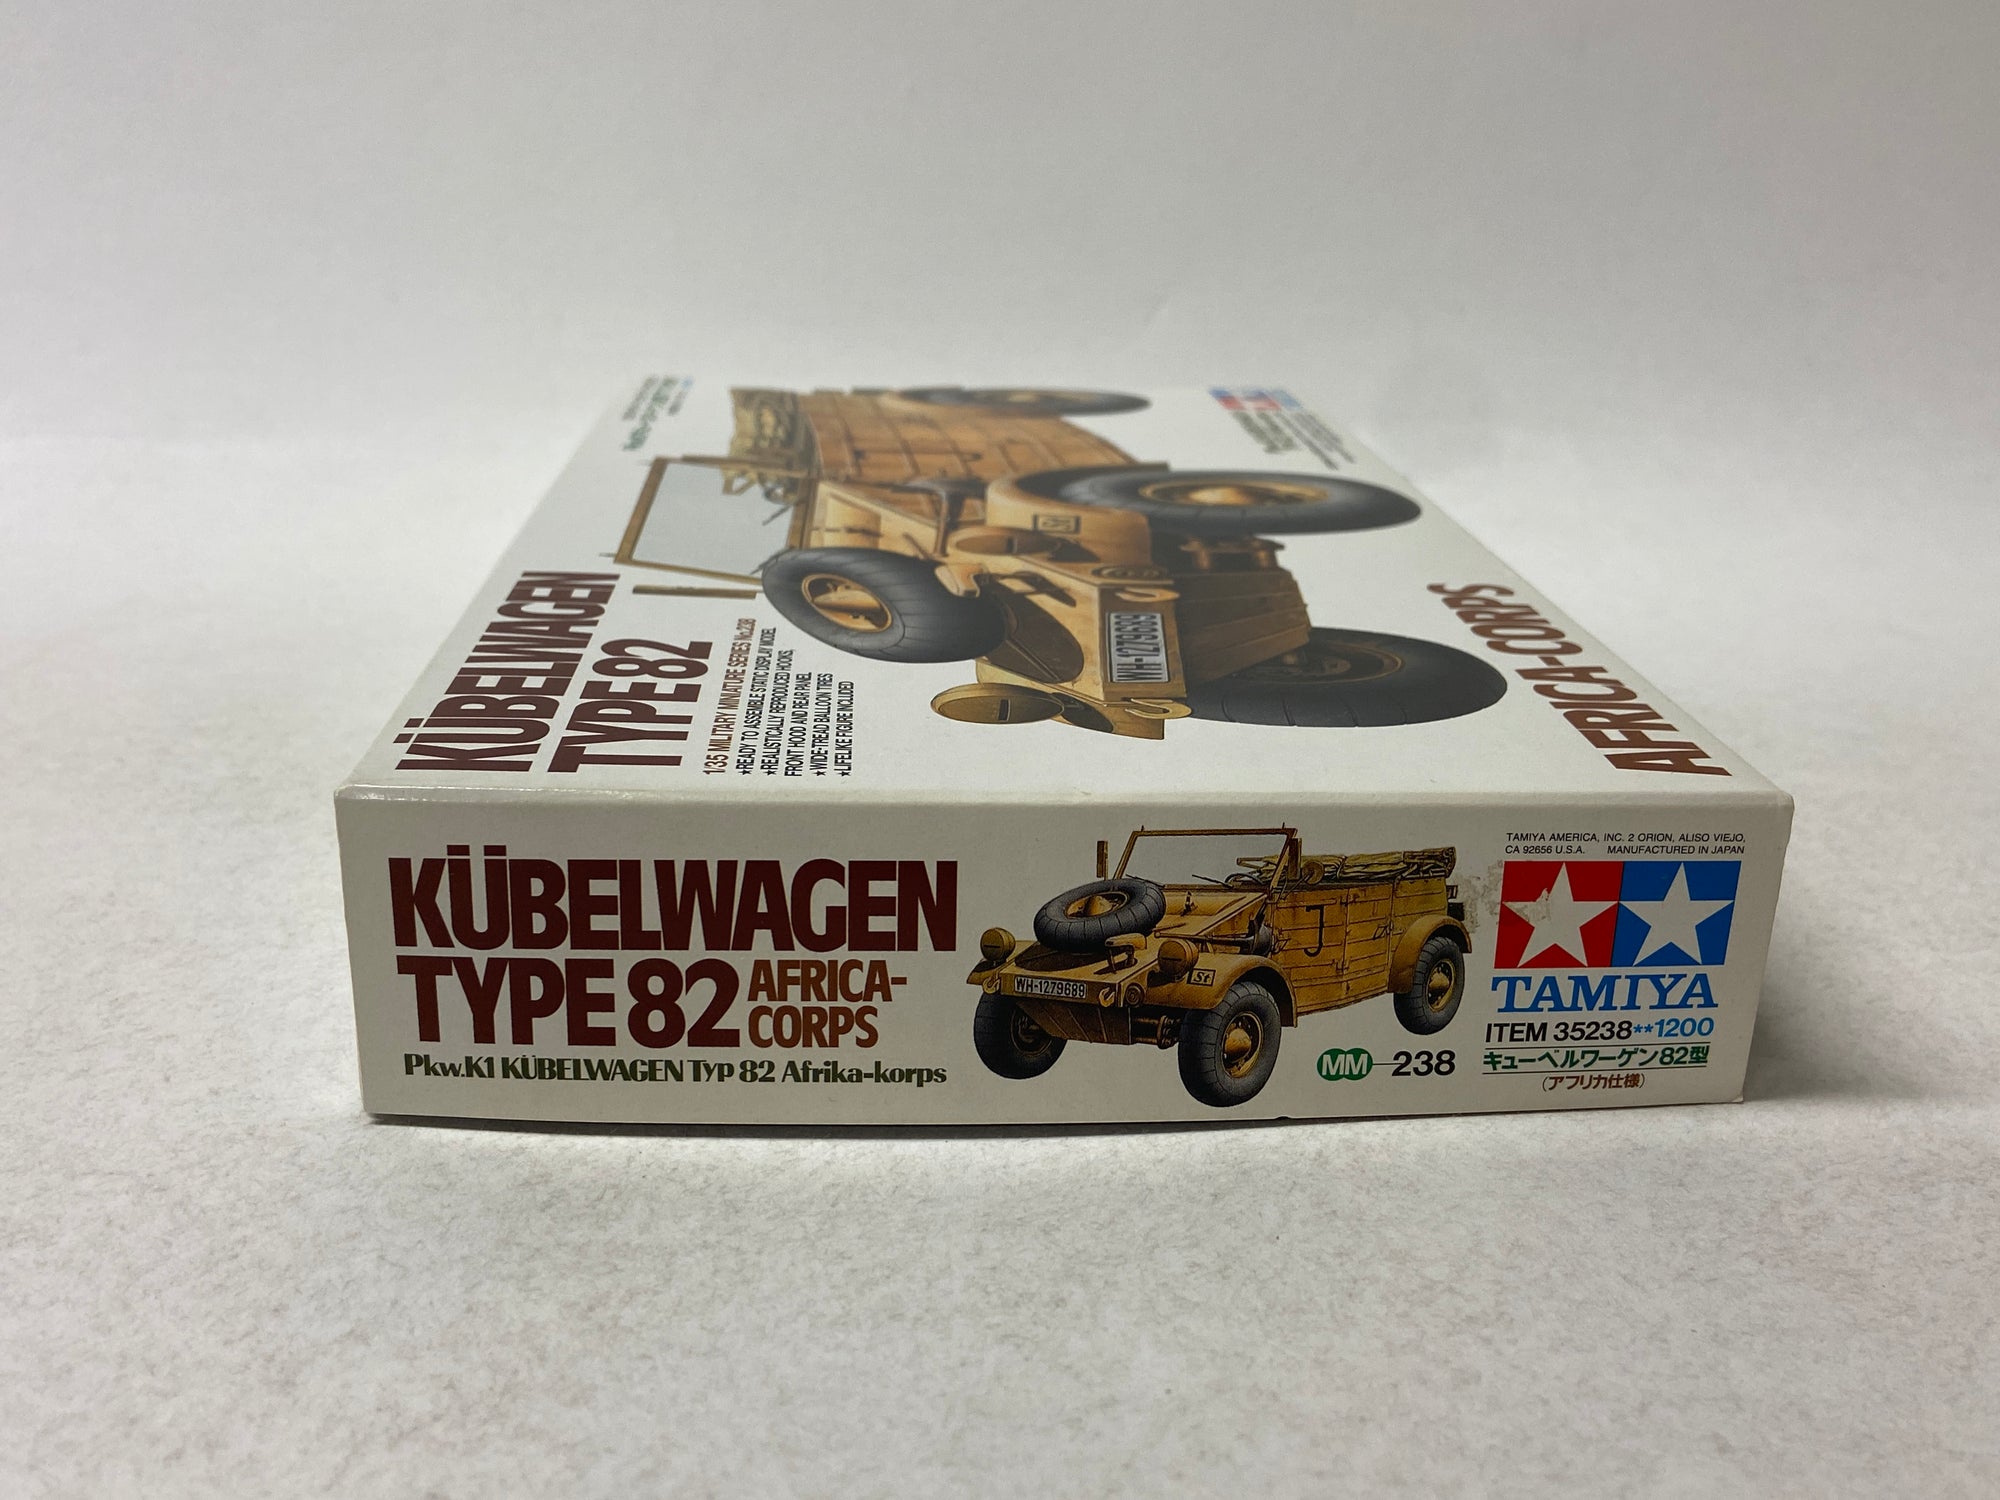 KÜBELWAGEN
TYPE 82
1/35 MILITARY MINIATURE SERIES No.238
★READY TO ASSEMBLE STATIC DISPLAY MODEL
★REALISTICALLY REPRODUCED HOOKS,
FRONT HOOD AND REAR PANEL
★WIDE-TREAD BALLOON TIRES
★LIFELIKE FIGURE INCLUDED
WH-1279689
AFRICA-CORPS
KÜBELWAGEN
TYPE 82 AFRICA-
CORPS
Pkw.K1 KÜBELWAGEN Typ 82 Afrika-korps
J
St
WH-1279689
MM 238
TAMIYA AMERICA, INC. 2 ORION, ALISO VIEJO,
CA 92656 U.S.A. MANUFACTURED IN JAPAN
TAMIYA
ITEM 35238**1200
キューベルワーゲン82型
(アフリカ仕様)